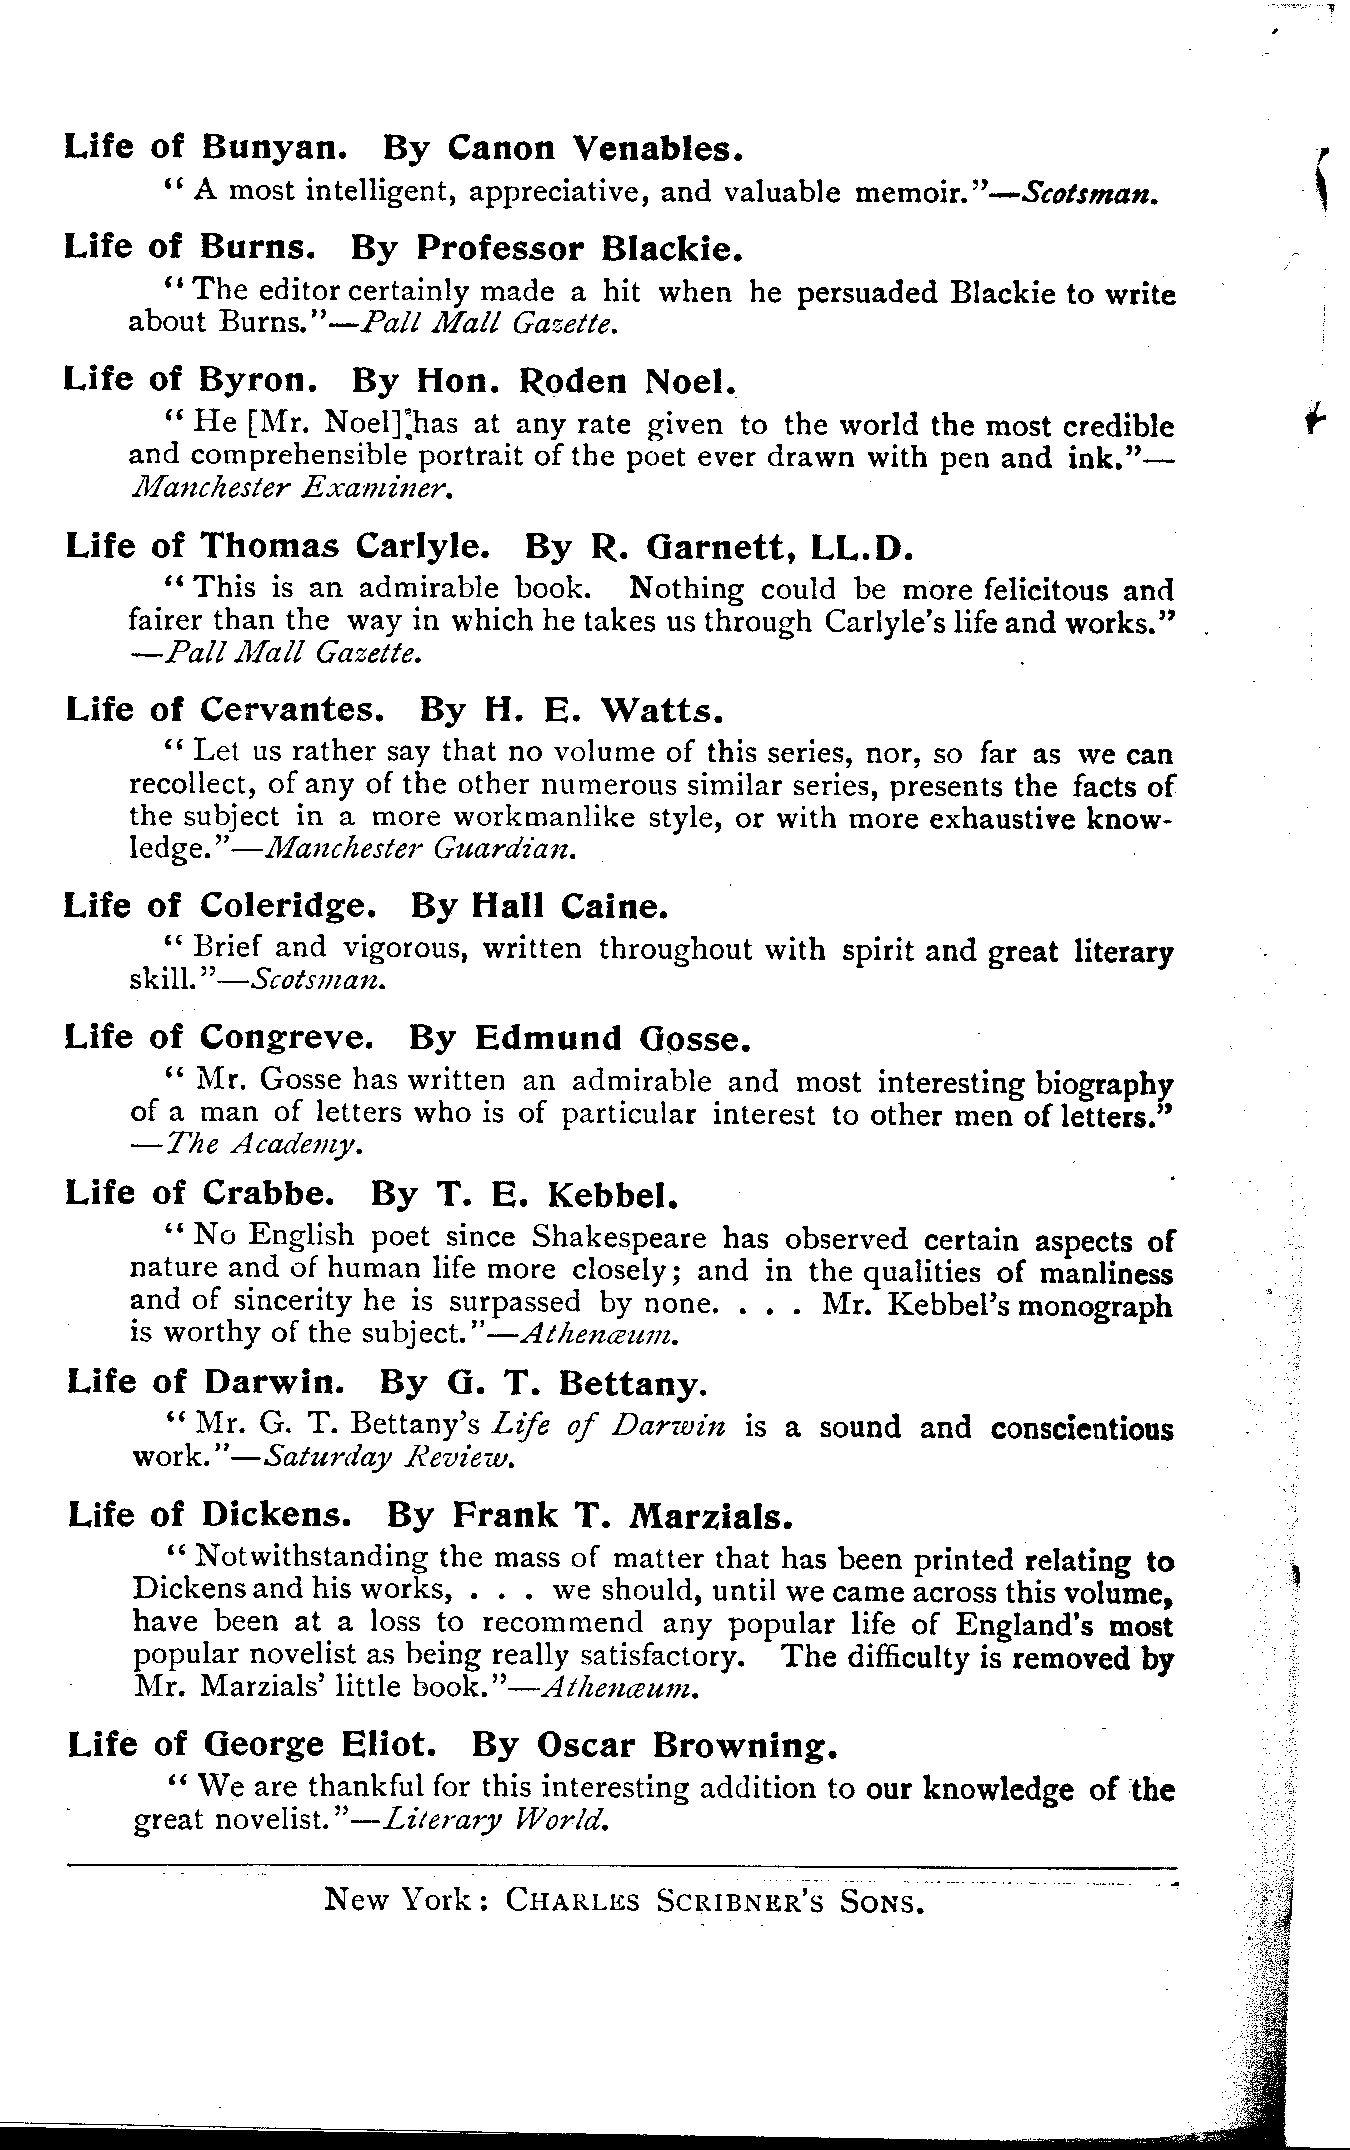 Life of Bunyan. By Canon Venables.
“ A most intelligent, appreciative, and valuable memoir.”—Scotsman.
Life of Burns. By Professor Blackie.
“ The editor certainly made a hit when he persuaded Blackie to write
about Burns.”—Pall Mall Gazette.
Life of Byron. By Hon. Roden Noel.
“ He [Mr. Noel] has at any rate given to the world the most credible
and comprehensible portrait of the poet ever drawn with pen and ink.”—
Manchester Examiner.
Life of Thomas Carlyle. By R. Garnett, LL.D.
“ This is an admirable book. Nothing could be more felicitous and
fairer than the way in which he takes us through Carlyle’s life and works.”
—Pall Mall Gazette.
Life of Cervantes. By H. E. Watts.
“ Let us rather say that no volume of this series, nor, so far as we can
recollect, of any of the other numerous similar series, presents the facts of
the subject in a more workmanlike style, or with more exhaustive know-
ledge.”—Manchester Guardian.
Life of Coleridge. By Hall Caine.
“ Brief and vigorous, written throughout with spirit and great literary
skill.”—Scotsman.
Life of Congreve. By Edmund Gosse.
“ Mr. Gosse has written an admirable and most interesting biography
of a man of letters who is of particular interest to other men of letters.”
—The Academy.
Life of Crabbe. By T. E. Kebbel.
“ No English poet since Shakespeare has observed certain aspects of
nature and of human life more closely; and in the qualities of manliness
and of sincerity he is surpassed by none. . . . Mr. Kebbel’s monograph
is worthy of the subject.”—Athenæum.
Life of Darwin. By G. T. Bettany.
“ Mr. G. T. Bettany’s Life of Darwin is a sound and conscientious
work.”—Saturday Review.
Life of Dickens. By Frank T. Marzials.
“ Notwithstanding the mass of matter that has been printed relating to
Dickens and his works, . . . we should, until we came across this volume,
have been at a loss to recommend any popular life of England’s most
popular novelist as being really satisfactory. The difficulty is removed by
Mr. Marzials’ little book.”—Athenæum.
Life of George Eliot. By Oscar Browning.
“ We are thankful for this interesting addition to our knowledge of the
great novelist.”—Literary World.
New York: CHARLES SCRIBNER’S SONS.